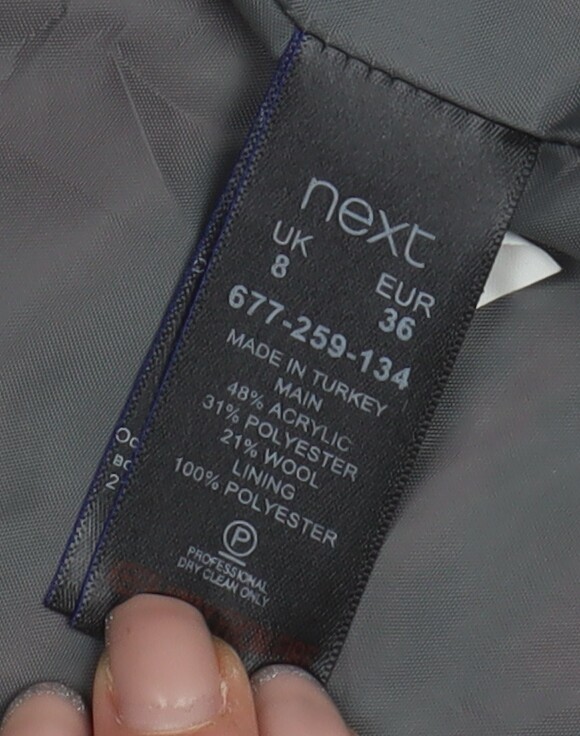 next
UK EUR
8 36
677-259-134
MADE IN TURKEY
MAIN
48% ACRYLIC
31% POLYESTER
21% WOOL
LINING
100% POLYESTER
P
PROFESSIONAL
DRY CLEAN ONLY